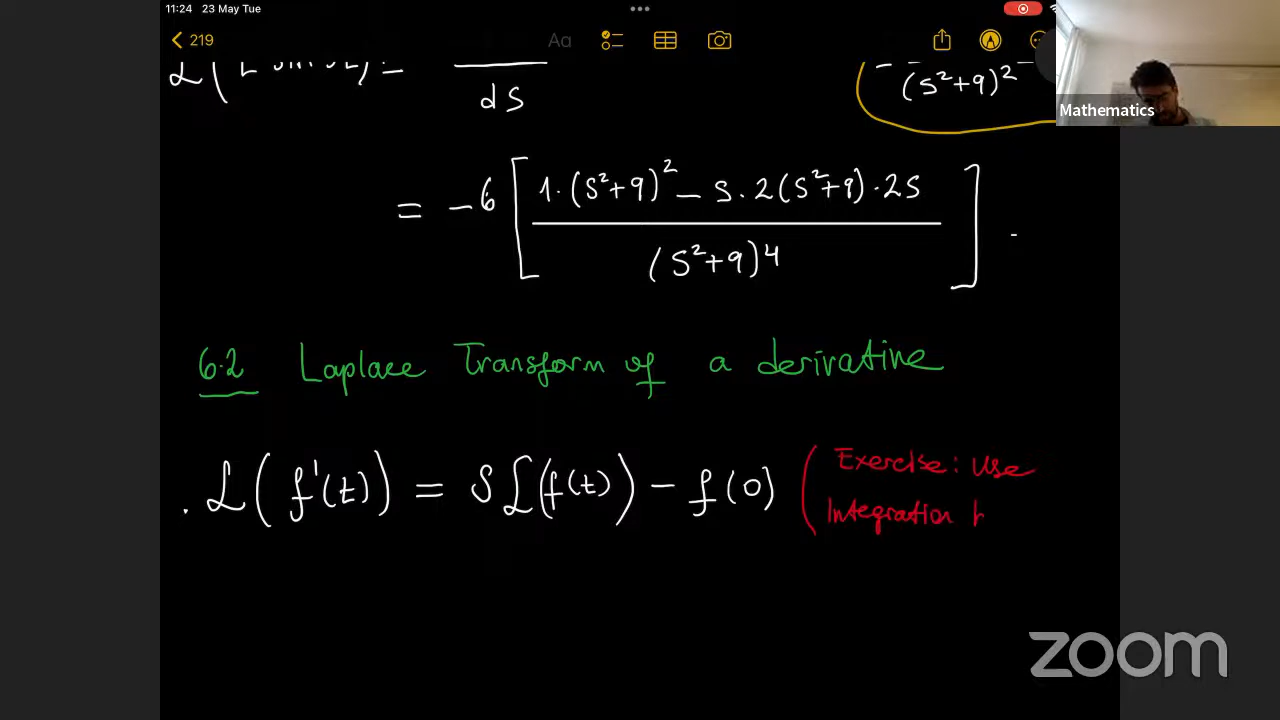 11:24 23 May Tue
219
Aa
dS
(S²+9)²
Mathematics
= -6 [ 1·(S²+9)² - S·2(S²+9)·2S
(S²+9)4 ] .
6.2 Laplace Transform of a derivative
. L(f'(t)) = S L(f(t)) - f(0) ( Exercise: Use
Integration
zoom